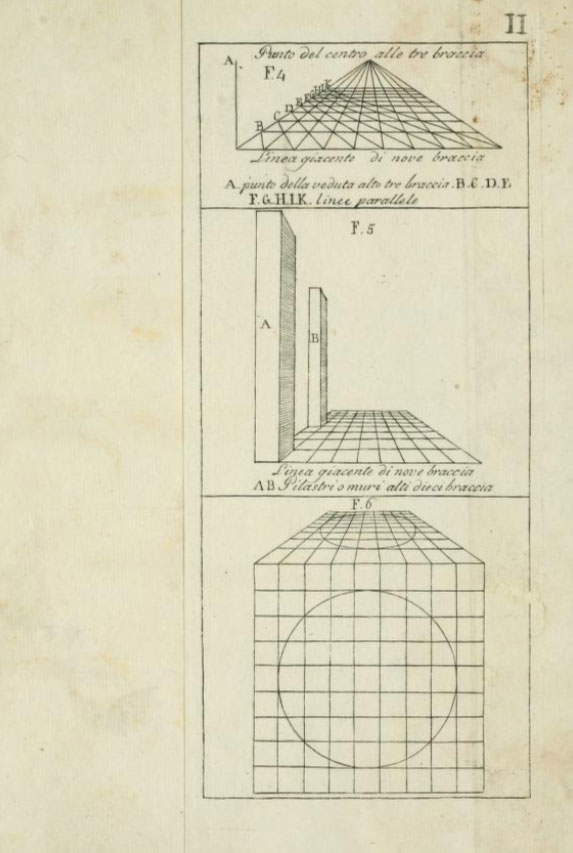 II
Punto del centro alle tre braccia
A.
F.4
B C D E F G H I K
Linea giacente di nove braccia
A. punto della veduta alto tre braccia. B. C. D. E
F. G. H. I. K. linee parallele
F.5
A
B
Linea giacente di nove braccia
AB Pilastri o muri alti dieci braccia
F.6